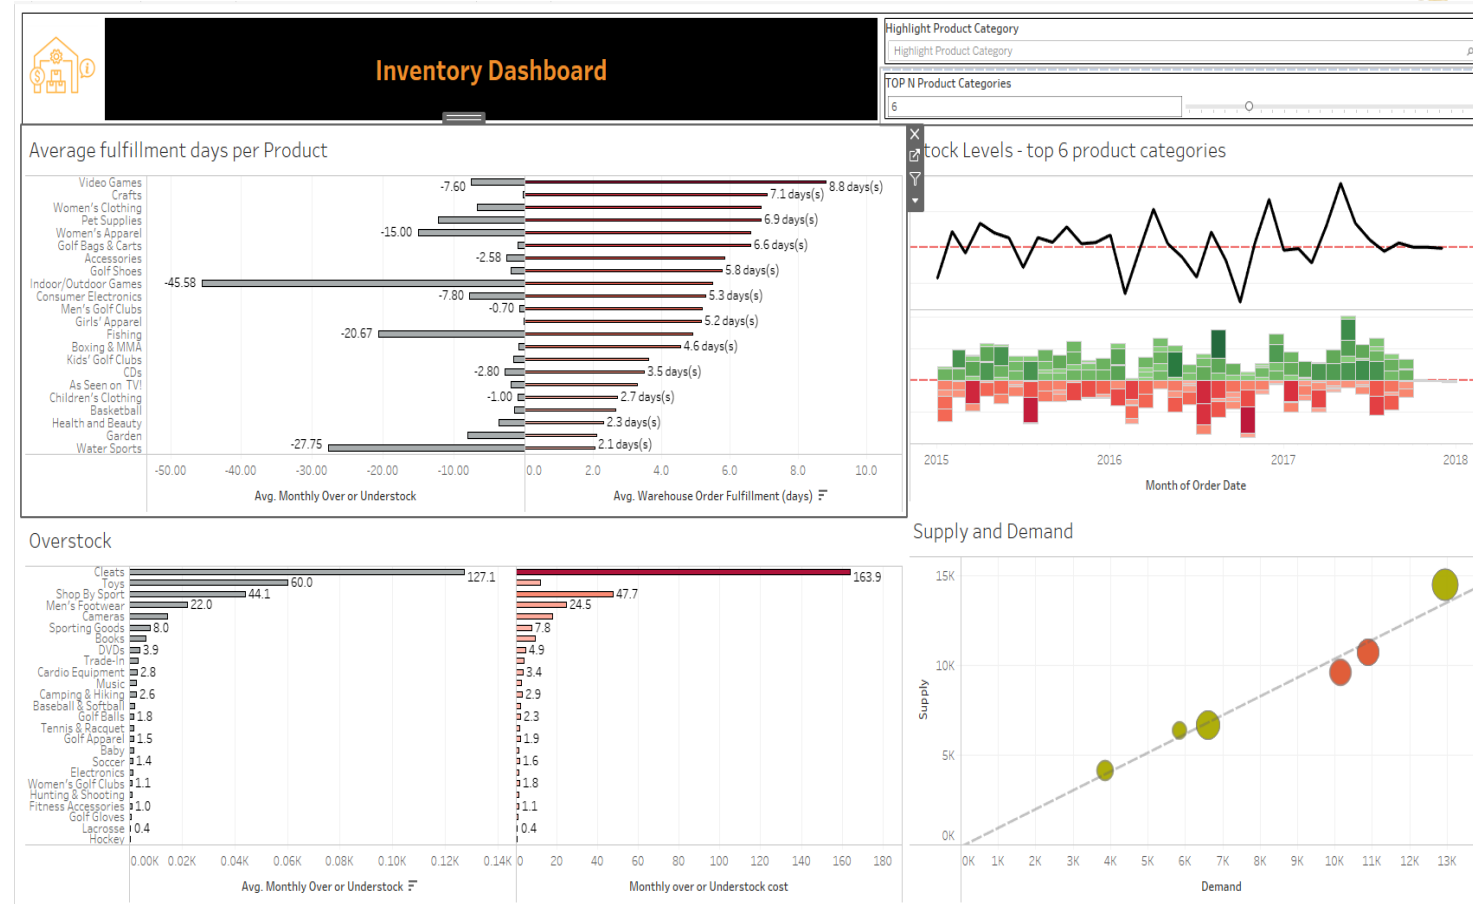 Inventory Dashboard
Highlight Product Category
Highlight Product Category
TOP N Product Categories
6
Average fulfillment days per Product
Video Games -7.60 8.8 days(s)
Crafts 7.1 days(s)
Women's Clothing
Pet Supplies 6.9 days(s)
Women's Apparel -15.00
Golf Bags & Carts 6.6 days(s)
Accessories -2.58
Golf Shoes 5.8 days(s)
Indoor/Outdoor Games -45.58
Consumer Electronics -7.80 5.3 days(s)
Men's Golf Clubs -0.70
Girls' Apparel 5.2 days(s)
Fishing -20.67
Boxing & MMA 4.6 days(s)
Kids' Golf Clubs
CDs -2.80 3.5 days(s)
As Seen on TV!
Children's Clothing -1.00 2.7 days(s)
Basketball
Health and Beauty 2.3 days(s)
Garden
Water Sports -27.75 2.1 days(s)
-50.00 -40.00 -30.00 -20.00 -10.00 0.0 2.0 4.0 6.0 8.0 10.0
Avg. Monthly Over or Understock Avg. Warehouse Order Fulfillment (days)
tock Levels - top 6 product categories
2015 2016 2017 2018
Month of Order Date
Overstock
Cleats 127.1 163.9
Toys 60.0
Shop By Sport 44.1 47.7
Men's Footwear 22.0 24.5
Cameras
Sporting Goods 8.0 7.8
Books
DVDs 3.9 4.9
Trade-In
Cardio Equipment 2.8 3.4
Music
Camping & Hiking 2.6 2.9
Baseball & Softball
Golf Balls 1.8 2.3
Tennis & Racquet
Golf Apparel 1.5 1.9
Baby
Soccer 1.4 1.6
Electronics
Women's Golf Clubs 1.1 1.8
Hunting & Shooting
Fitness Accessories 1.0 1.1
Golf Gloves
Lacrosse 0.4 0.4
Hockey
0.00K 0.02K 0.04K 0.06K 0.08K 0.10K 0.12K 0.14K 0 20 40 60 80 100 120 140 160 180
Avg. Monthly Over or Understock Monthly over or Understock cost
Supply and Demand
15K
10K
5K
0K
Supply
0K 1K 2K 3K 4K 5K 6K 7K 8K 9K 10K 11K 12K 13K
Demand